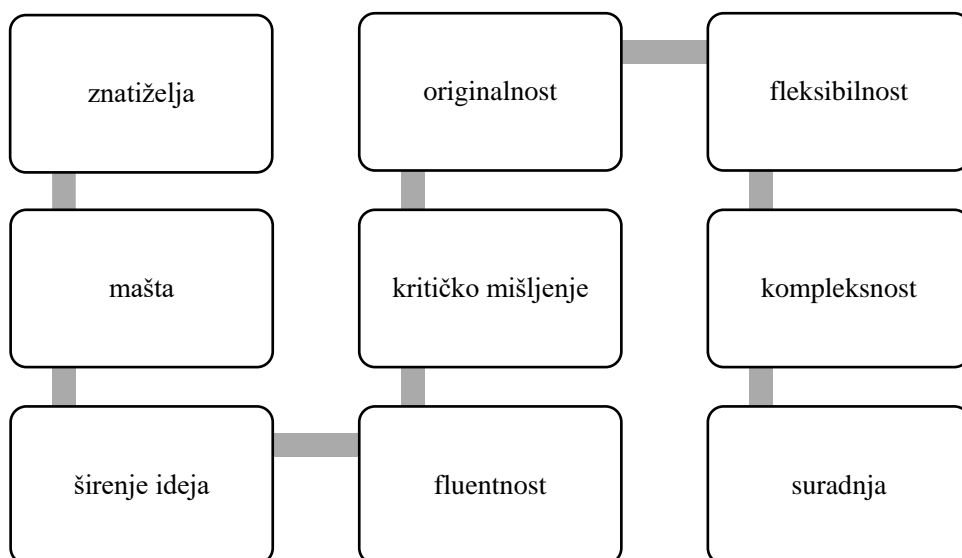 znatiželja
mašta
širenje ideja
fluentnost
kritičko mišljenje
originalnost
fleksibilnost
kompleksnost
suradnja